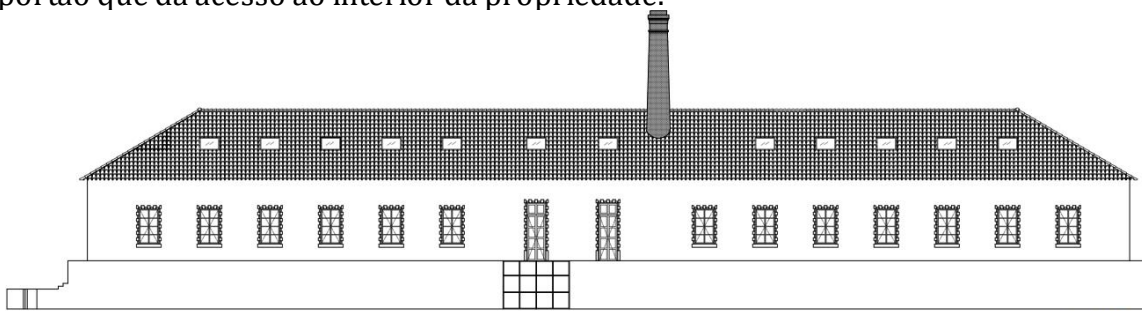 portão que dá acesso ao interior da propriedade.